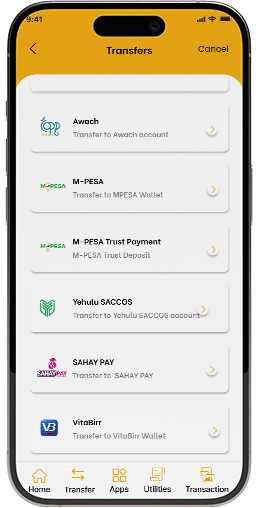 9:41
Transfers
Cancel
Awach
Transfer to Awach account
M-PESA
M-PESA
Transfer to MPESA Wallet
M-PESA
M-PESA Trust Payment
M-PESA Trust Deposit
Yehulu SACCOS
Transfer to Yehulu SACCOS account
SAHAYPAY
SAHAY PAY
Transfer to SAHAY PAY
VB
VitaBirr
Transfer to VitaBirr Wallet
Home
Transfer
Apps
Utilities
Transaction